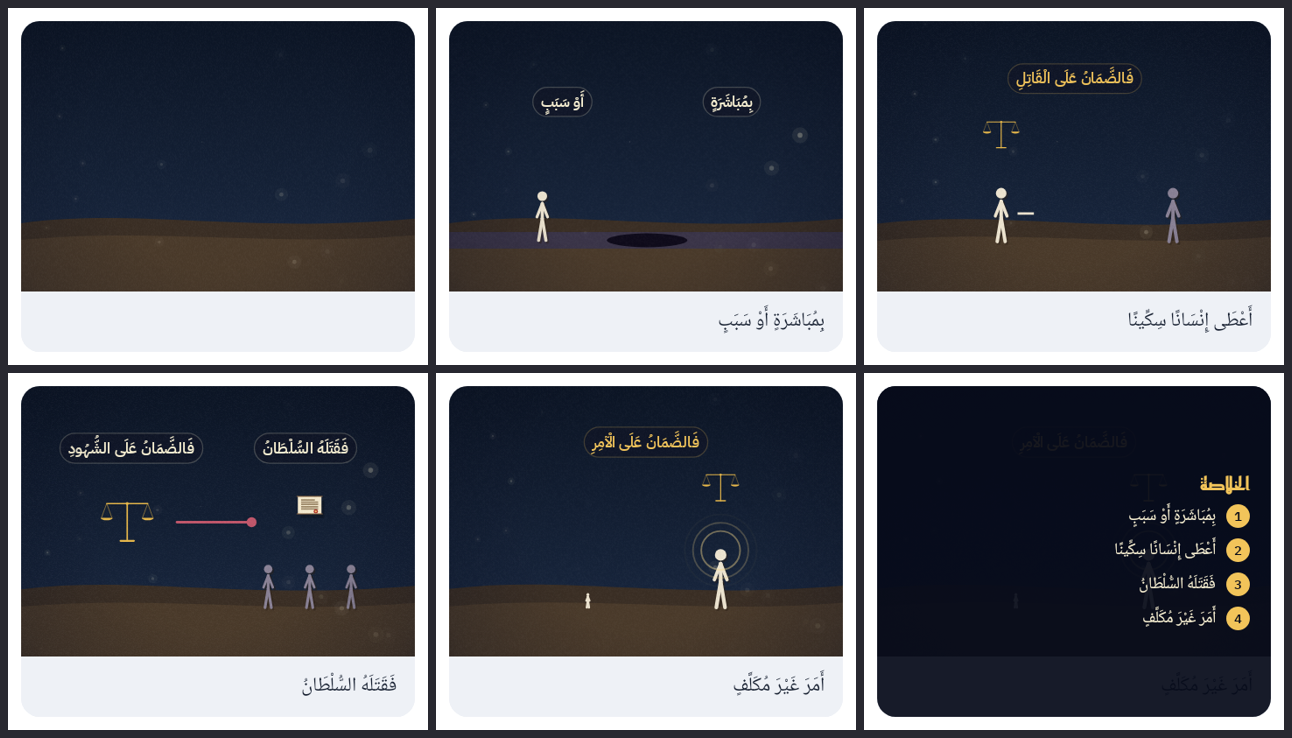 بِمُبَاشَرَةٍ
أَوْ سَبَبٍ
بِمُبَاشَرَةٍ أَوْ سَبَبٍ
فَالضَّمَانُ عَلَى الْقَاتِلِ
أَعْطَى إِنْسَانًا سِكِّينًا
فَقَتَلَهُ السُّلْطَانُ
فَالضَّمَانُ عَلَى الشُّهُودِ
فَقَتَلَهُ السُّلْطَانُ
فَالضَّمَانُ عَلَى الْآمِرِ
أَمَرَ غَيْرَ مُكَلَّفٍ
فَالضَّمَانُ عَلَى الْآمِرِ
الخلاصة
1 بِمُبَاشَرَةٍ أَوْ سَبَبٍ
2 أَعْطَى إِنْسَانًا سِكِّينًا
3 فَقَتَلَهُ السُّلْطَانُ
4 أَمَرَ غَيْرَ مُكَلَّفٍ
أَمَرَ غَيْرَ مُكَلَّفٍ